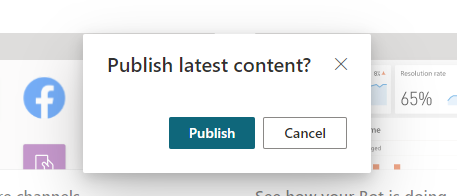 Publish latest content?
Publish
Cancel
Resolution rate
65%
See how your Bot is doing